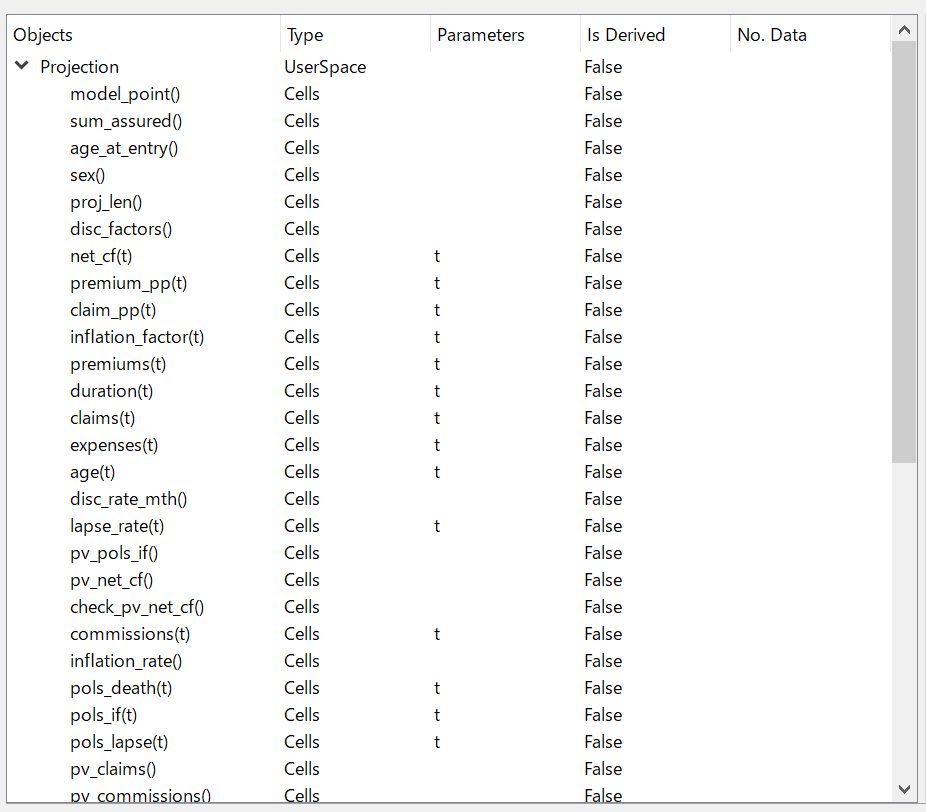 Objects Type Parameters Is Derived No. Data
Projection UserSpace False
model_point() Cells False
sum_assured() Cells False
age_at_entry() Cells False
sex() Cells False
proj_len() Cells False
disc_factors() Cells False
net_cf(t) Cells t False
premium_pp(t) Cells t False
claim_pp(t) Cells t False
inflation_factor(t) Cells t False
premiums(t) Cells t False
duration(t) Cells t False
claims(t) Cells t False
expenses(t) Cells t False
age(t) Cells t False
disc_rate_mth() Cells False
lapse_rate(t) Cells t False
pv_pols_if() Cells False
pv_net_cf() Cells False
check_pv_net_cf() Cells False
commissions(t) Cells t False
inflation_rate() Cells False
pols_death(t) Cells t False
pols_if(t) Cells t False
pols_lapse(t) Cells t False
pv_claims() Cells False
pv_commissions() Cells False